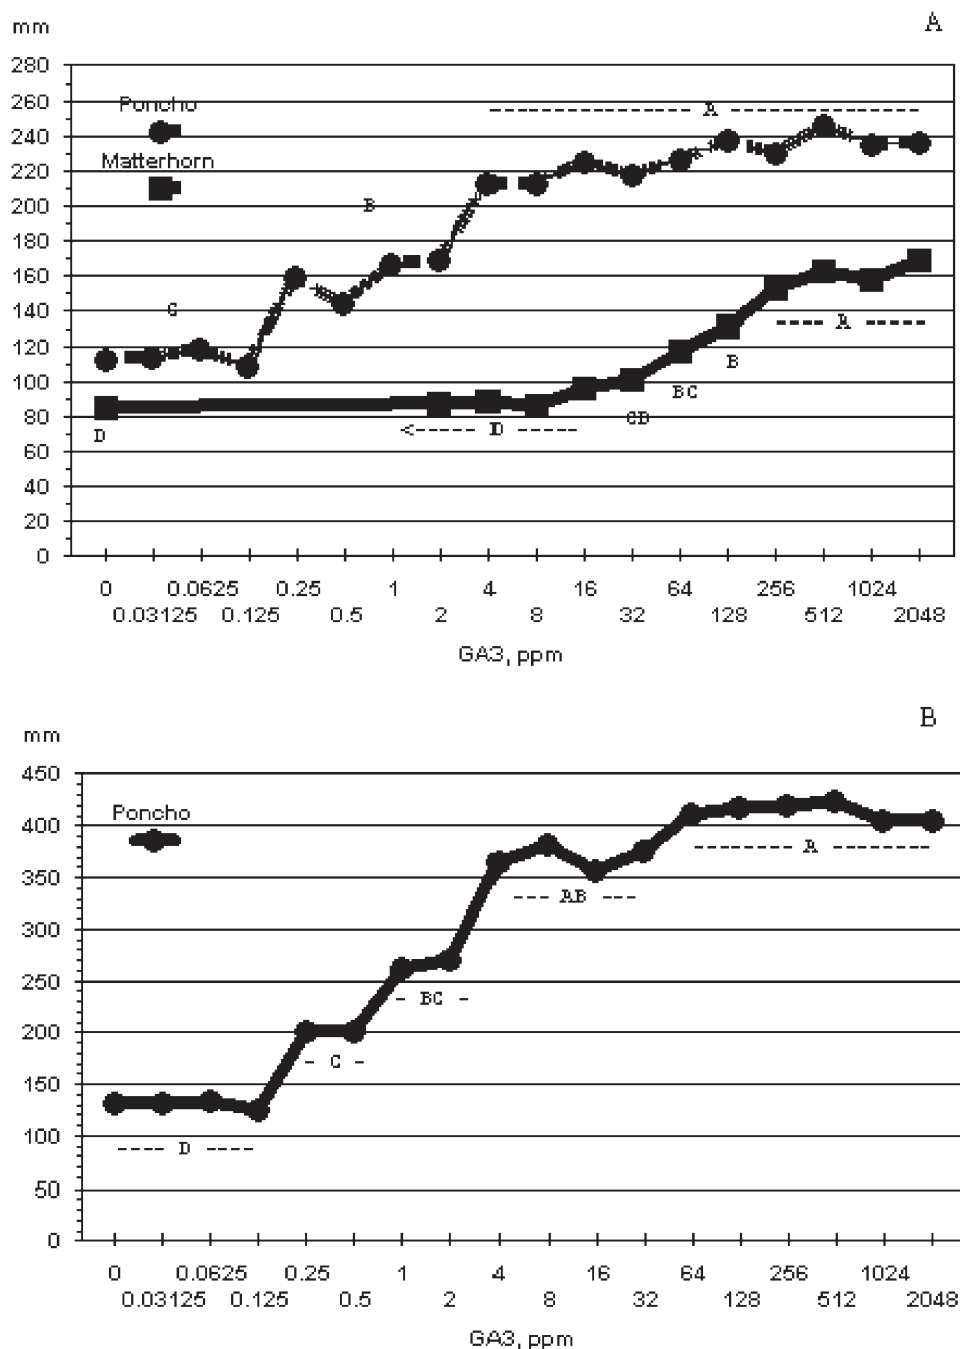 mm
A
280
260
240
220
200
180
160
140
120
100
80
60
40
20
0
Poncho
Matterhorn
A
B
C
A
B
BC
CD
D
<----- D -----
0 0.0625 0.25 1 4 16 64 256 1024
0.03125 0.125 0.5 2 8 32 128 512 2048
GA3, ppm
B
mm
450
400
350
300
250
200
150
100
50
0
Poncho
A
AB
BC
C
D
0 0.0625 0.25 1 4 16 64 256 1024
0.03125 0.125 0.5 2 8 32 128 512 2048
GA3, ppm